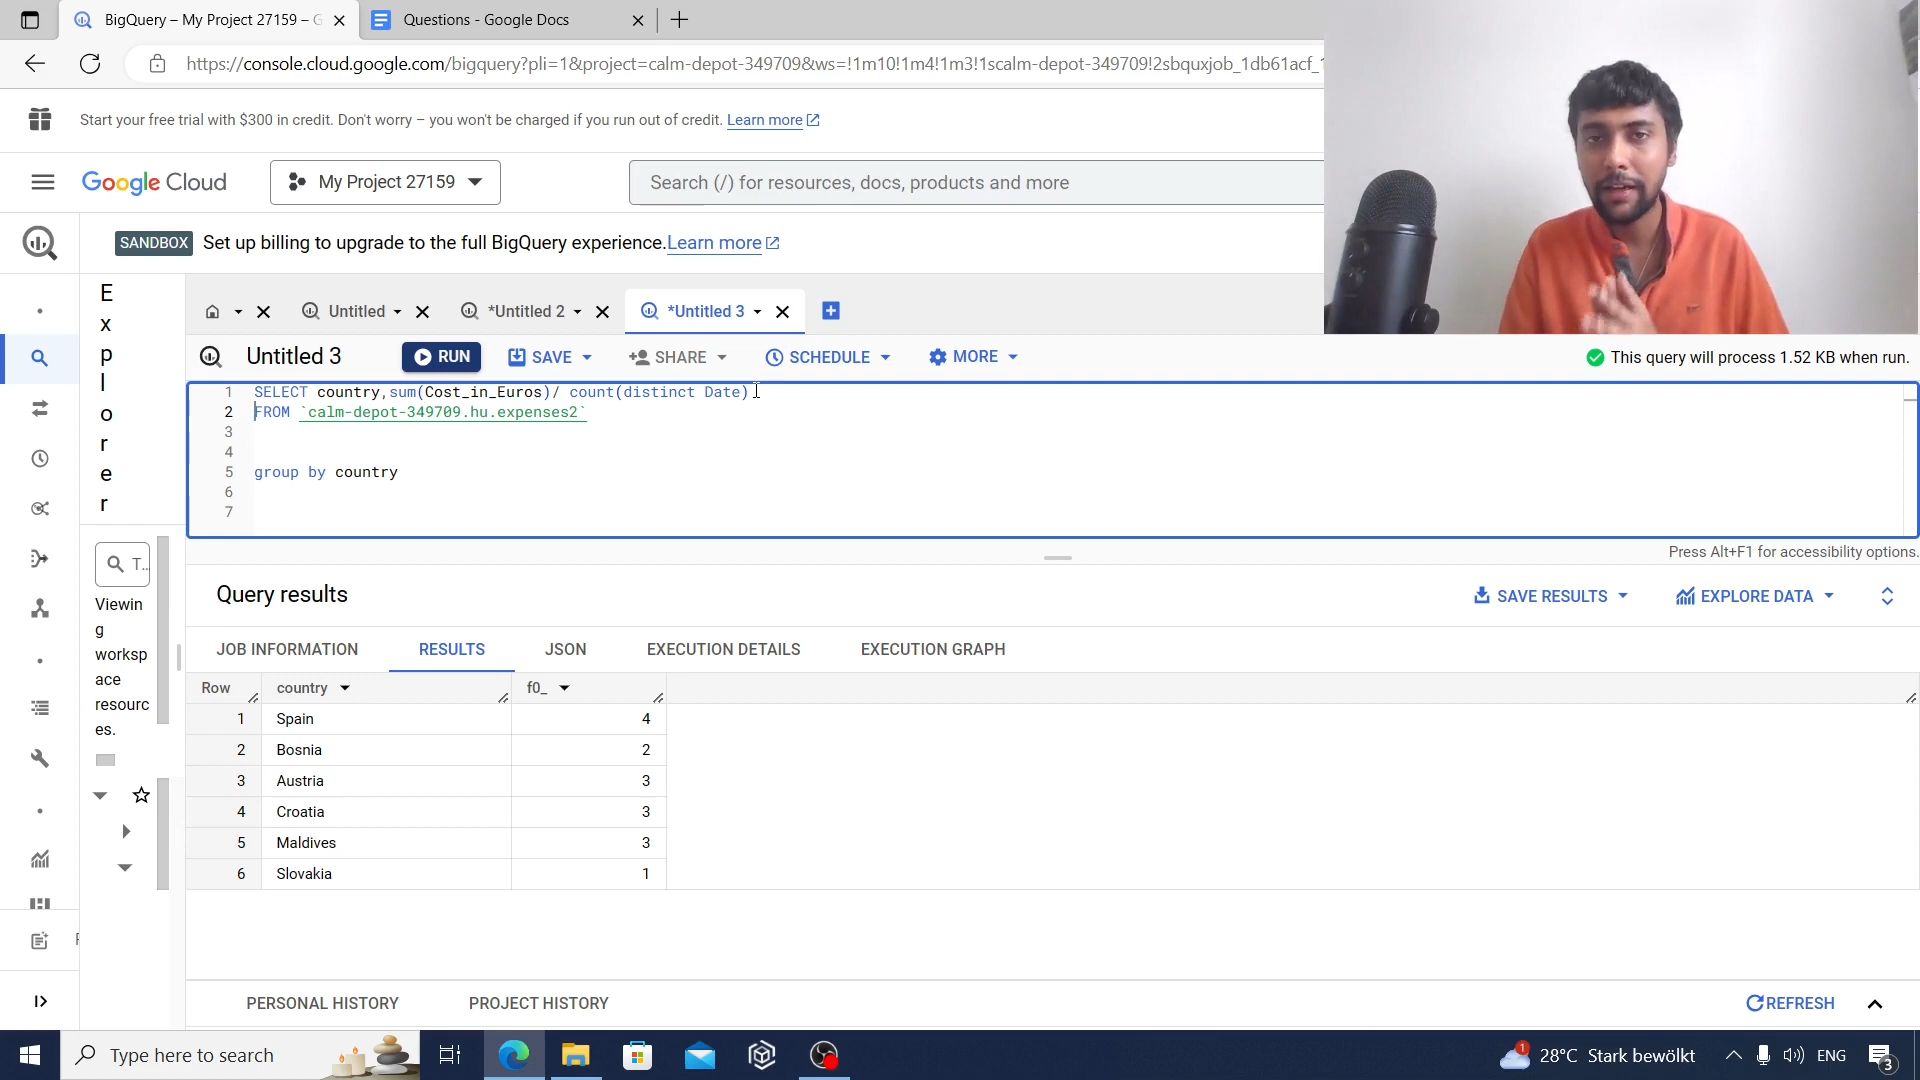 BigQuery – My Project 27159 – G
Questions - Google Docs
https://console.cloud.google.com/bigquery?pli=1&project=calm-depot-349709&ws=!1m10!1m4!1m3!1scalm-depot-349709!2sbquxjob_1db61acf_
Start your free trial with $300 in credit. Don't worry – you won't be charged if you run out of credit. Learn more
Google Cloud
My Project 27159
Search (/) for resources, docs, products and more
SANDBOX Set up billing to upgrade to the full BigQuery experience. Learn more
Explorer
Untitled
*Untitled 2
*Untitled 3
Untitled 3
RUN
SAVE
SHARE
SCHEDULE
MORE
This query will process 1.52 KB when run.
1 SELECT country,sum(Cost_in_Euros)/ count(distinct Date)
2 FROM `calm-depot-349709.hu.expenses2`
3
4
5 group by country
6
7
Press Alt+F1 for accessibility options.
T...
Viewin
g
worksp
ace
resourc
es.
Query results
SAVE RESULTS
EXPLORE DATA
JOB INFORMATION
RESULTS
JSON
EXECUTION DETAILS
EXECUTION GRAPH
Row country f0_
1 Spain 4
2 Bosnia 2
3 Austria 3
4 Croatia 3
5 Maldives 3
6 Slovakia 1
PERSONAL HISTORY
PROJECT HISTORY
REFRESH
Type here to search
1
28°C Stark bewölkt
ENG
3